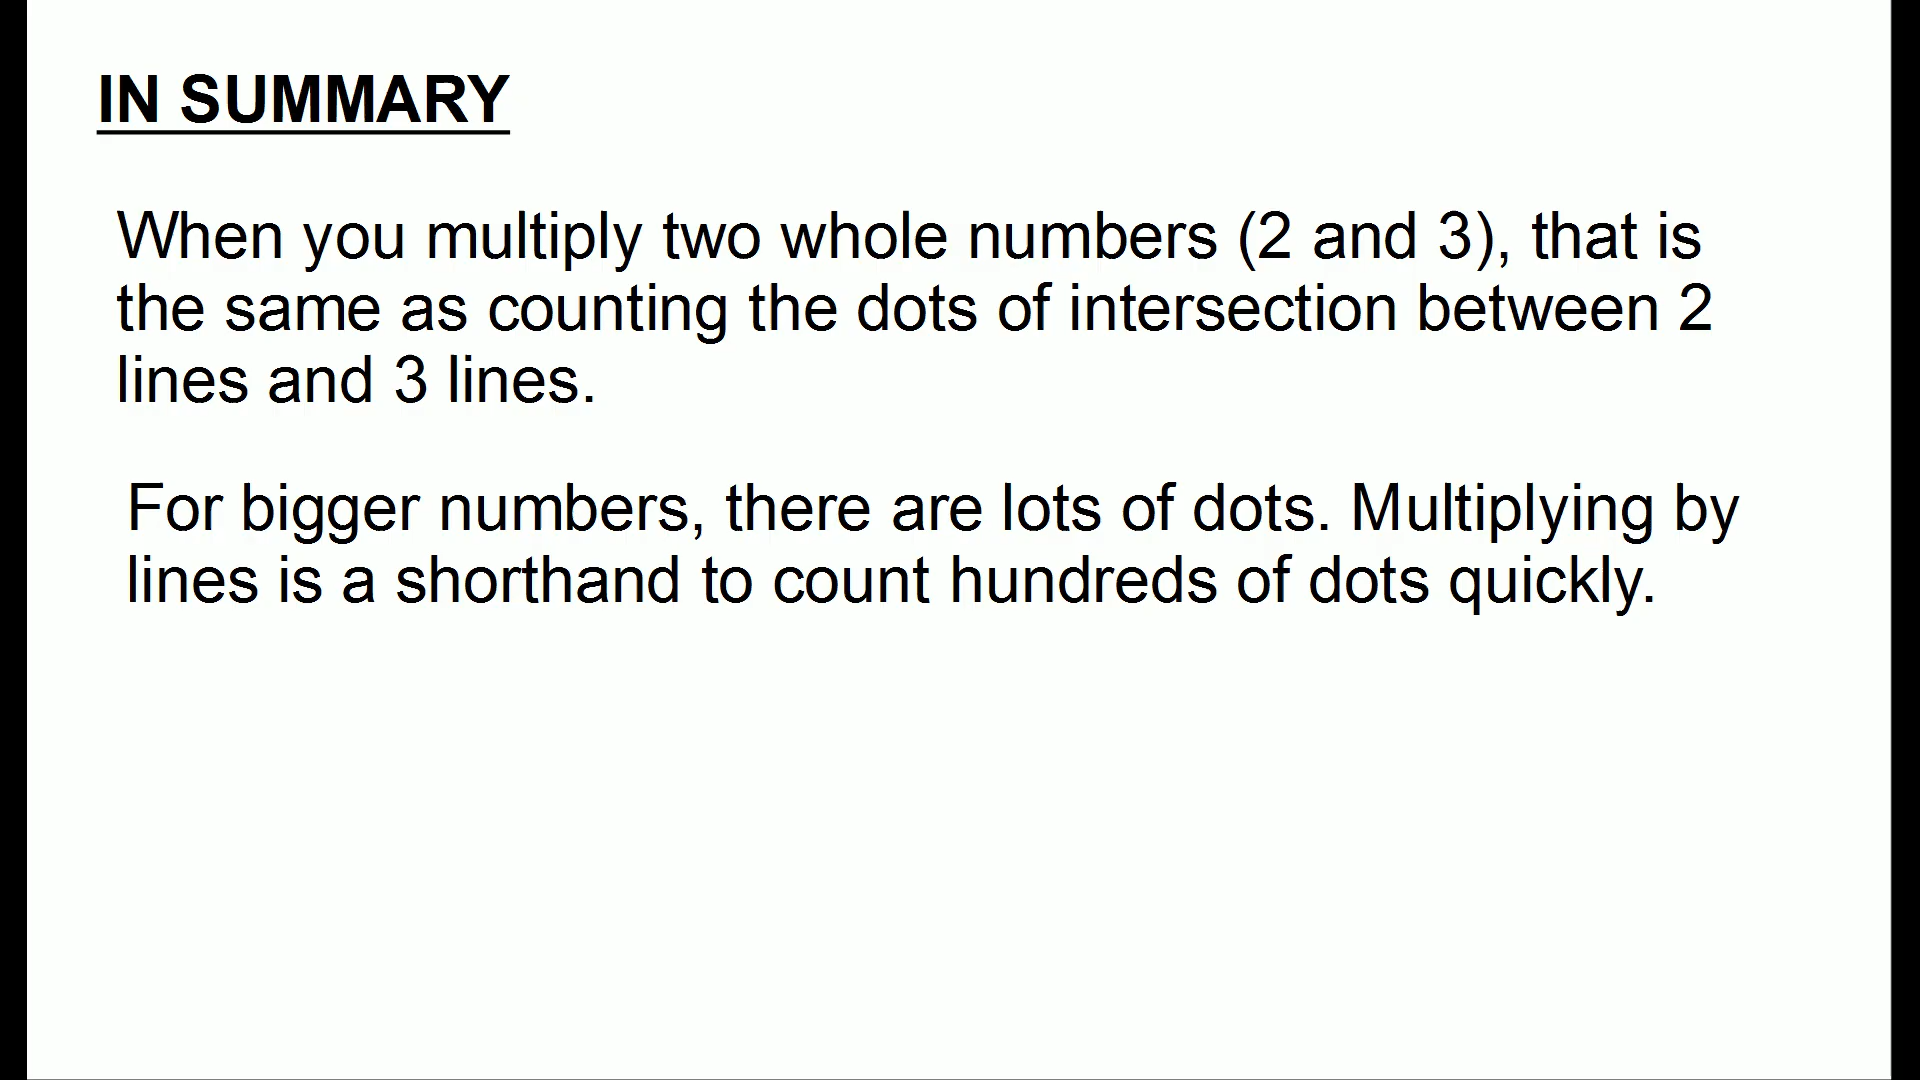 IN SUMMARY
When you multiply two whole numbers (2 and 3), that is
the same as counting the dots of intersection between 2
lines and 3 lines.
For bigger numbers, there are lots of dots. Multiplying by
lines is a shorthand to count hundreds of dots quickly.